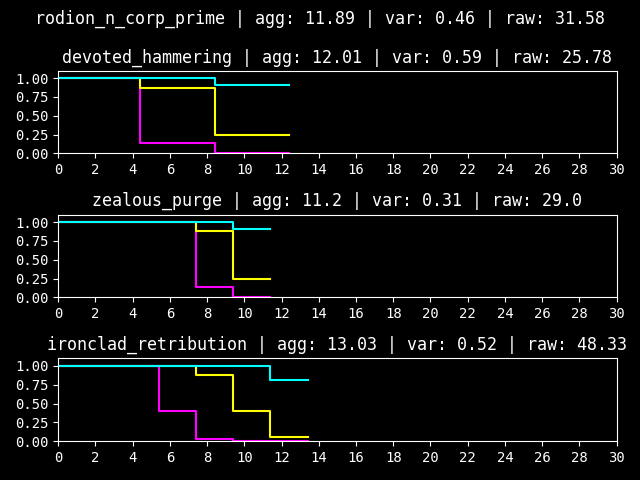 rodion_n_corp_prime | agg: 11.89 | var: 0.46 | raw: 31.58
devoted_hammering | agg: 12.01 | var: 0.59 | raw: 25.78
1.00
0.75
0.50
0.25
0.00
0 2 4 6 8 10 12 14 16 18 20 22 24 26 28 30
zealous_purge | agg: 11.2 | var: 0.31 | raw: 29.0
1.00
0.75
0.50
0.25
0.00
0 2 4 6 8 10 12 14 16 18 20 22 24 26 28 30
ironclad_retribution | agg: 13.03 | var: 0.52 | raw: 48.33
1.00
0.75
0.50
0.25
0.00
0 2 4 6 8 10 12 14 16 18 20 22 24 26 28 30